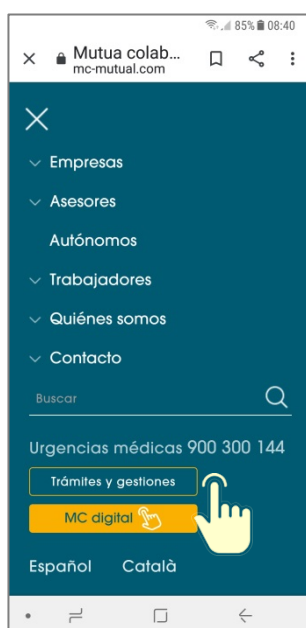 85% 08:40
Mutua colab...
mc-mutual.com
Empresas
Asesores
Autónomos
Trabajadores
Quiénes somos
Contacto
Buscar
Urgencias médicas 900 300 144
Trámites y gestiones
MC digital
Español Català